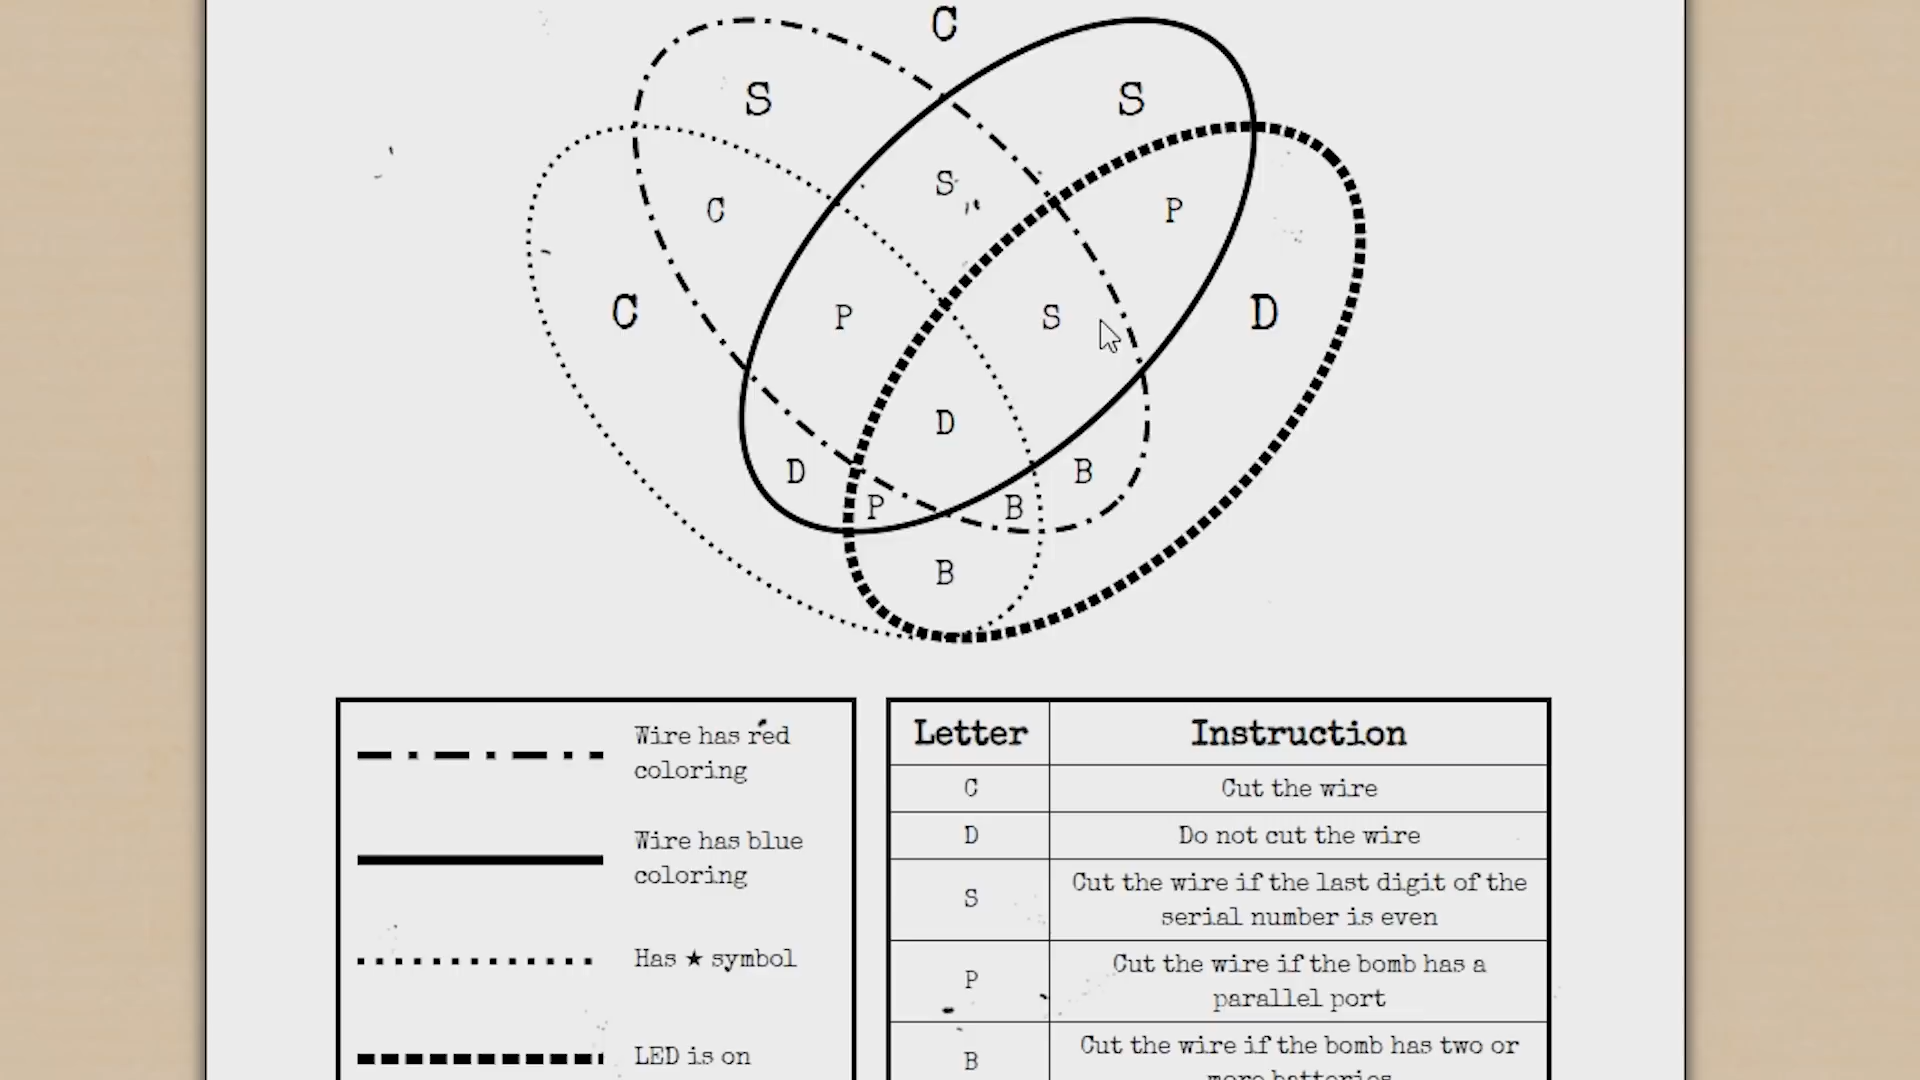 C
S
S
S
C
P
C
P
S
D
D
D
B
P
B
B
Wire has red
coloring
Wire has blue
coloring
Has ★ symbol
LED is on
Letter Instruction
C Cut the wire
D Do not cut the wire
S Cut the wire if the last digit of the
serial number is even
P Cut the wire if the bomb has a
parallel port
B Cut the wire if the bomb has two or
more batteries